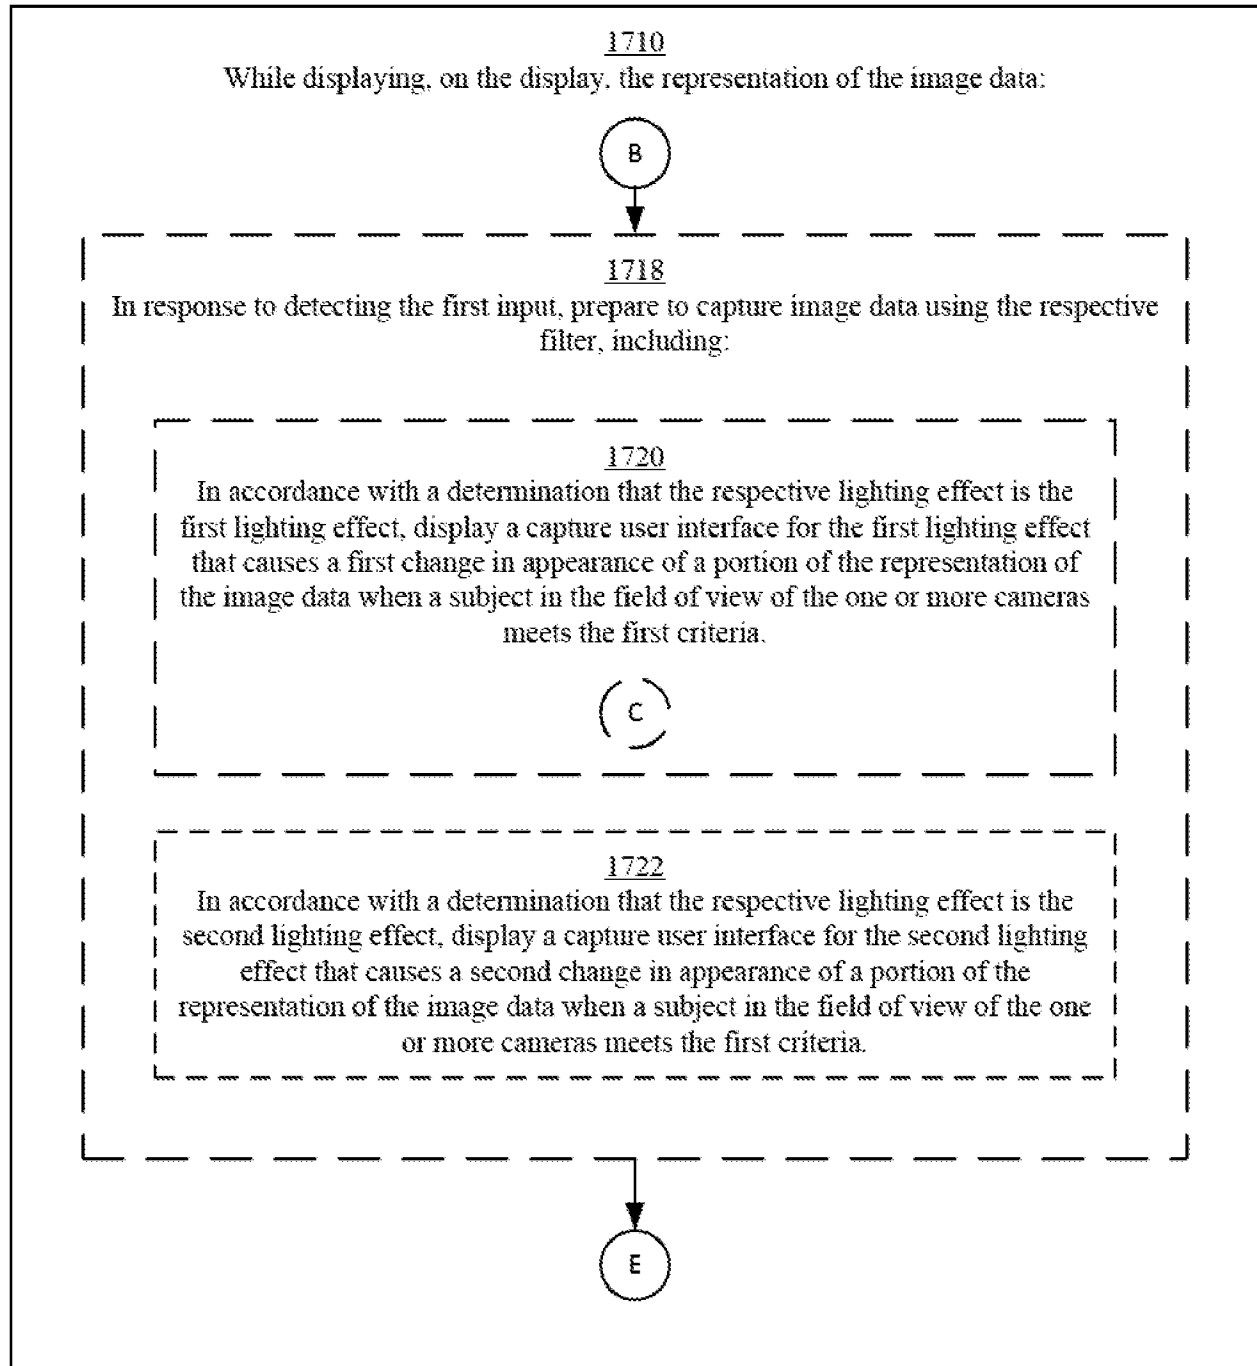 1710
While displaying, on the display, the representation of the image data:
B
1718
In response to detecting the first input, prepare to capture image data using the respective
filter, including:
1720
In accordance with a determination that the respective lighting effect is the
first lighting effect, display a capture user interface for the first lighting effect
that causes a first change in appearance of a portion of the representation of
the image data when a subject in the field of view of the one or more cameras
meets the first criteria.
C
1722
In accordance with a determination that the respective lighting effect is the
second lighting effect, display a capture user interface for the second lighting
effect that causes a second change in appearance of a portion of the
representation of the image data when a subject in the field of view of the one
or more cameras meets the first criteria.
E